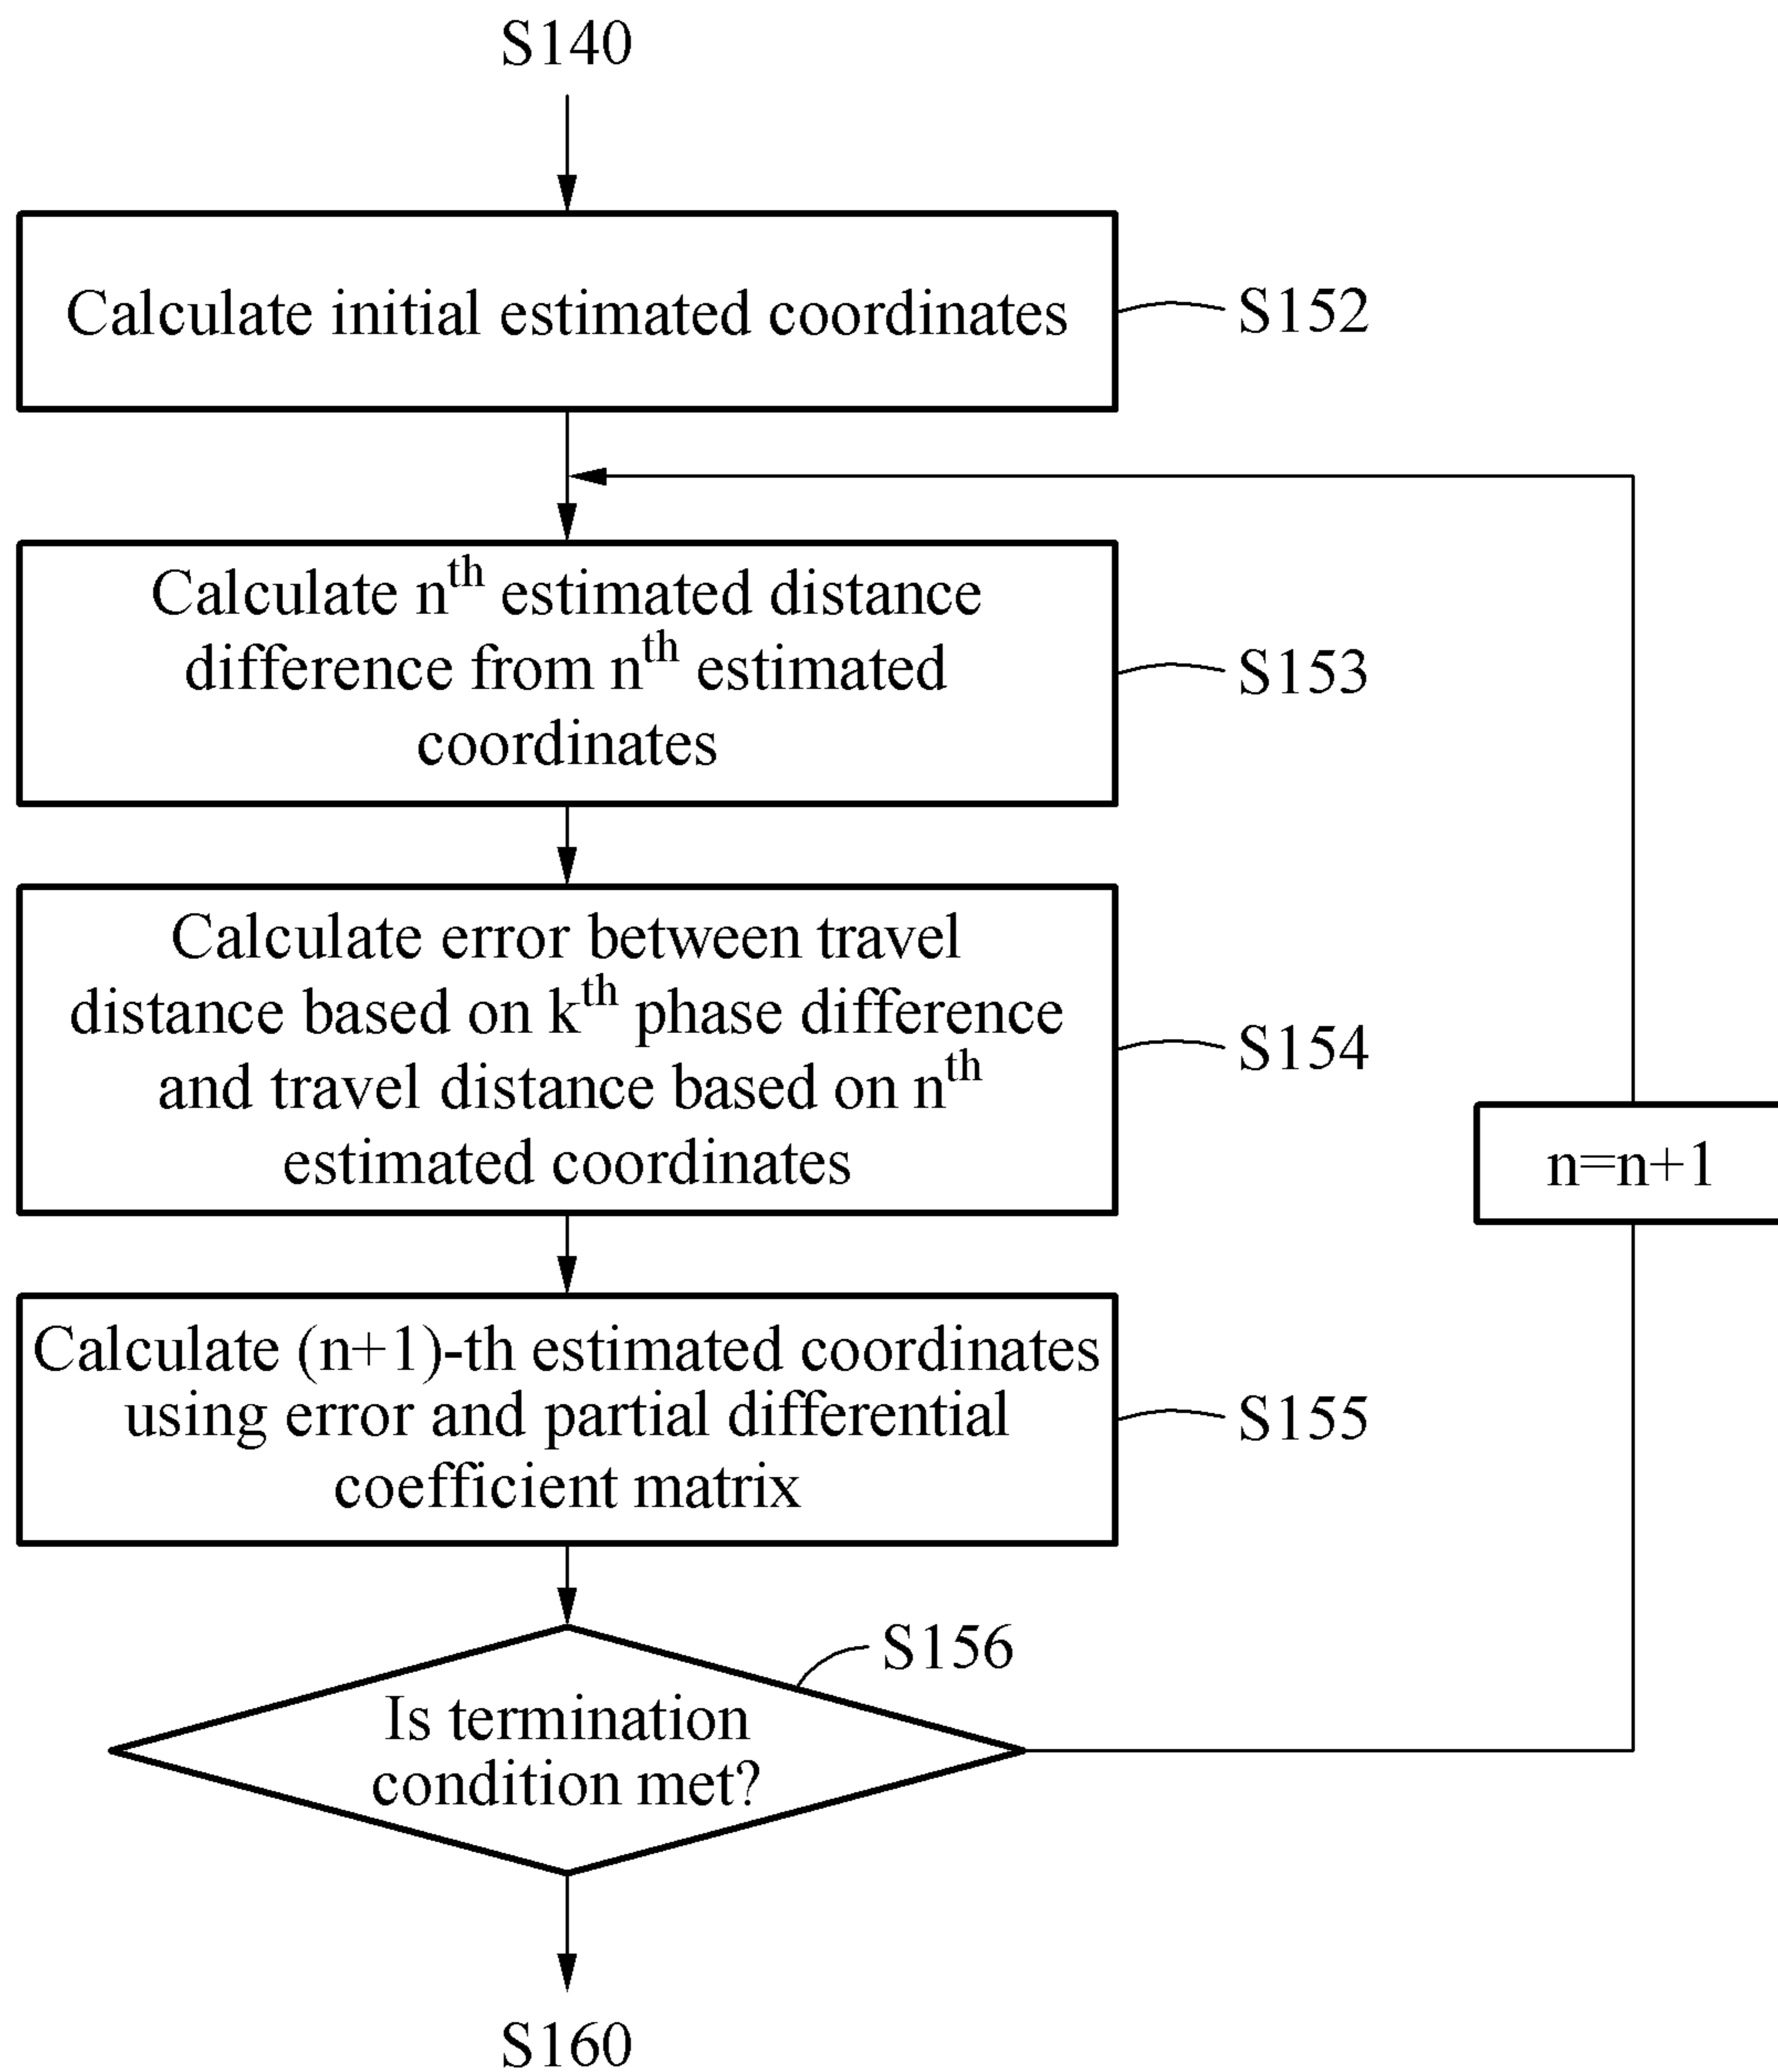 S140
Calculate initial estimated coordinates
S152
Calculate nth estimated distance
difference from nth estimated
coordinates
S153
Calculate error between travel
distance based on kth phase difference
and travel distance based on nth
estimated coordinates
S154
n=n+1
Calculate (n+1)-th estimated coordinates
using error and partial differential
coefficient matrix
S155
S156
Is termination
condition met?
S160